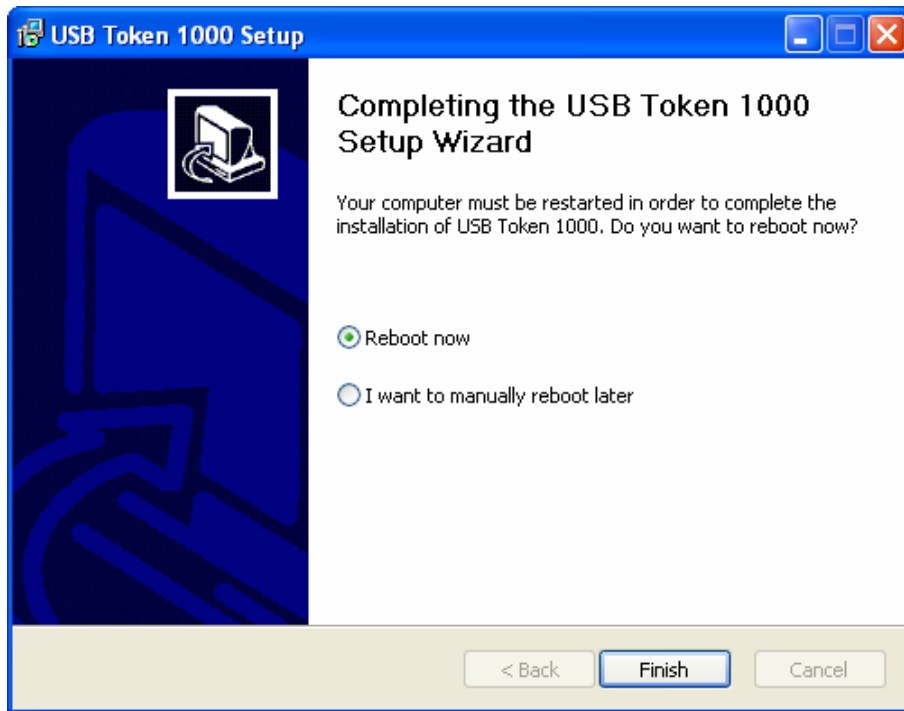 USB Token 1000 Setup
Completing the USB Token 1000
Setup Wizard
Your computer must be restarted in order to complete the
installation of USB Token 1000. Do you want to reboot now?
Reboot now
I want to manually reboot later
< Back Finish Cancel